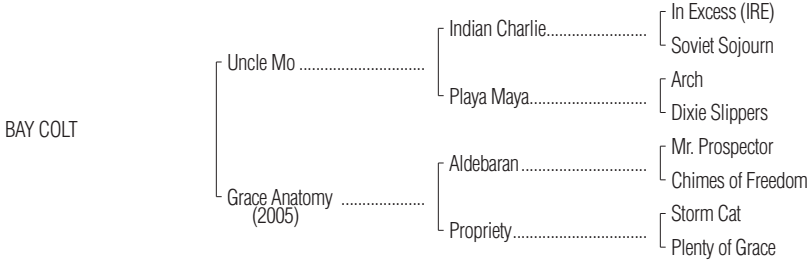 In Excess (IRE)
Indian Charlie........................
Soviet Sojourn
Uncle Mo ..............................
Arch
Playa Maya............................
Dixie Slippers
BAY COLT
Mr. Prospector
Aldebaran ..............................
Chimes of Freedom
Grace Anatomy ....................
(2005)
Storm Cat
Propriety................................
Plenty of Grace